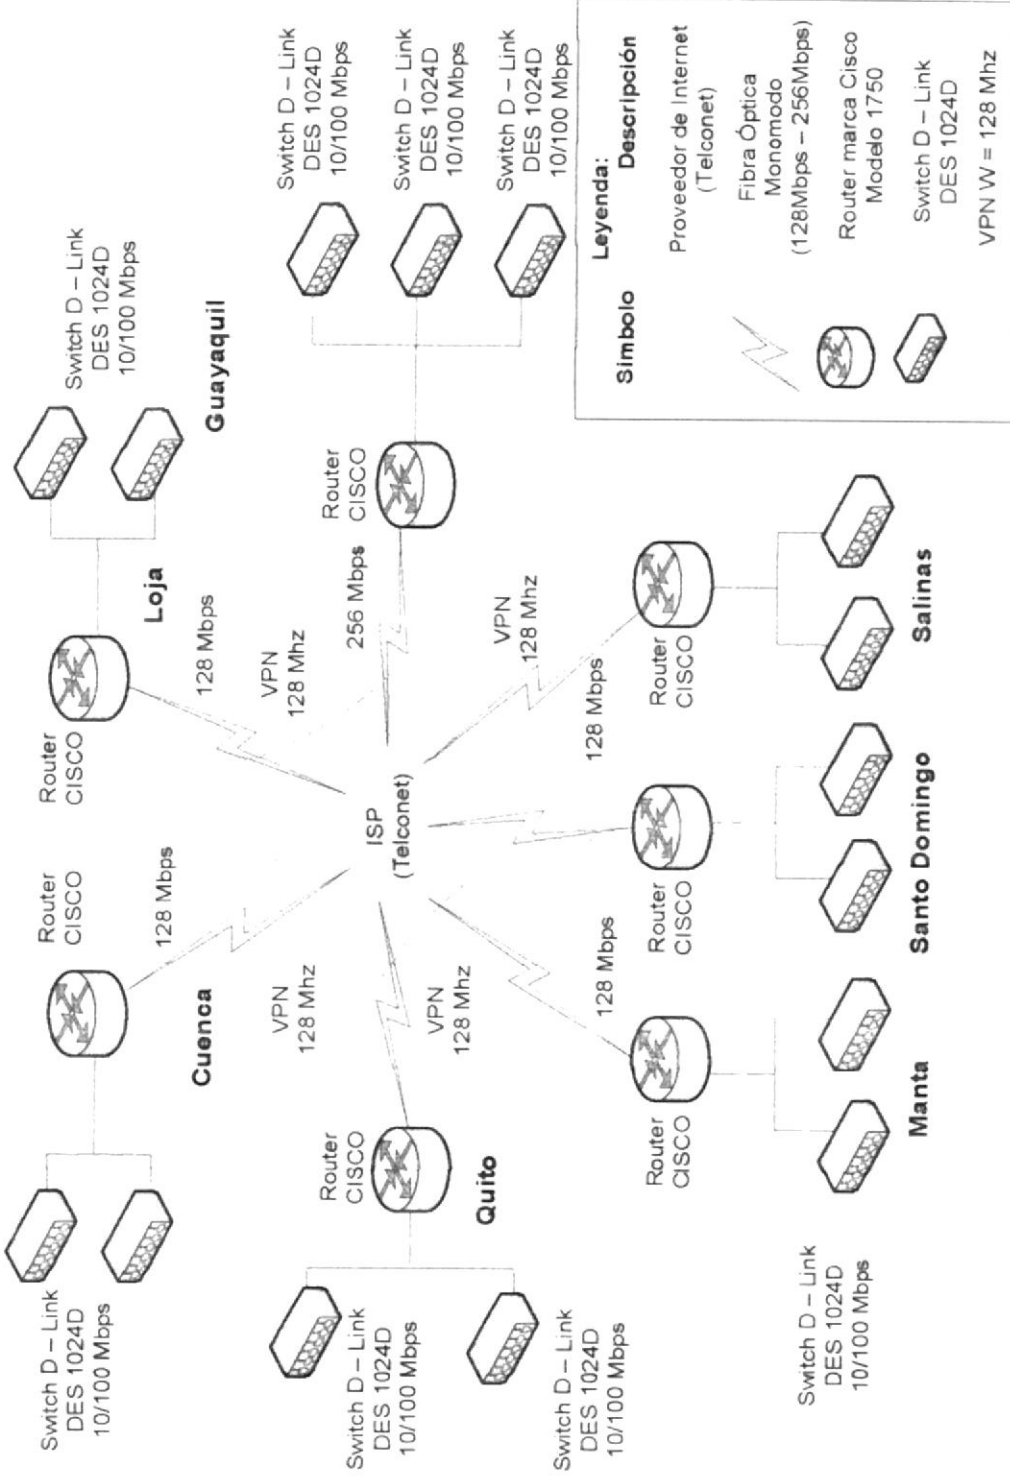 Switch D – Link
DES 1024D
10/100 Mbps
Router
CISCO
Router
CISCO
Switch D – Link
DES 1024D
10/100 Mbps
128 Mbps
128 Mbps
Cuenca
Loja
Guayaquil
VPN
128 Mhz
VPN
128 Mhz
Router
CISCO
256 Mbps
Router
CISCO
Switch D – Link
DES 1024D
10/100 Mbps
Switch D – Link
DES 1024D
10/100 Mbps
ISP
(Telconet)
Switch D – Link
DES 1024D
10/100 Mbps
Quito
VPN
128 Mhz
VPN
128 Mhz
Switch D – Link
DES 1024D
10/100 Mbps
Switch D – Link
DES 1024D
10/100 Mbps
128 Mbps
128 Mbps
Router
CISCO
Router
CISCO
Router
CISCO
Switch D – Link
DES 1024D
10/100 Mbps
Manta
Santo Domingo
Salinas
Leyenda:
Simbolo
Descripción
Proveedor de Internet
(Telconet)
Fibra Óptica
Monomodo
(128Mbps – 256Mbps)
Router marca Cisco
Modelo 1750
Switch D – Link
DES 1024D
VPN W = 128 Mhz